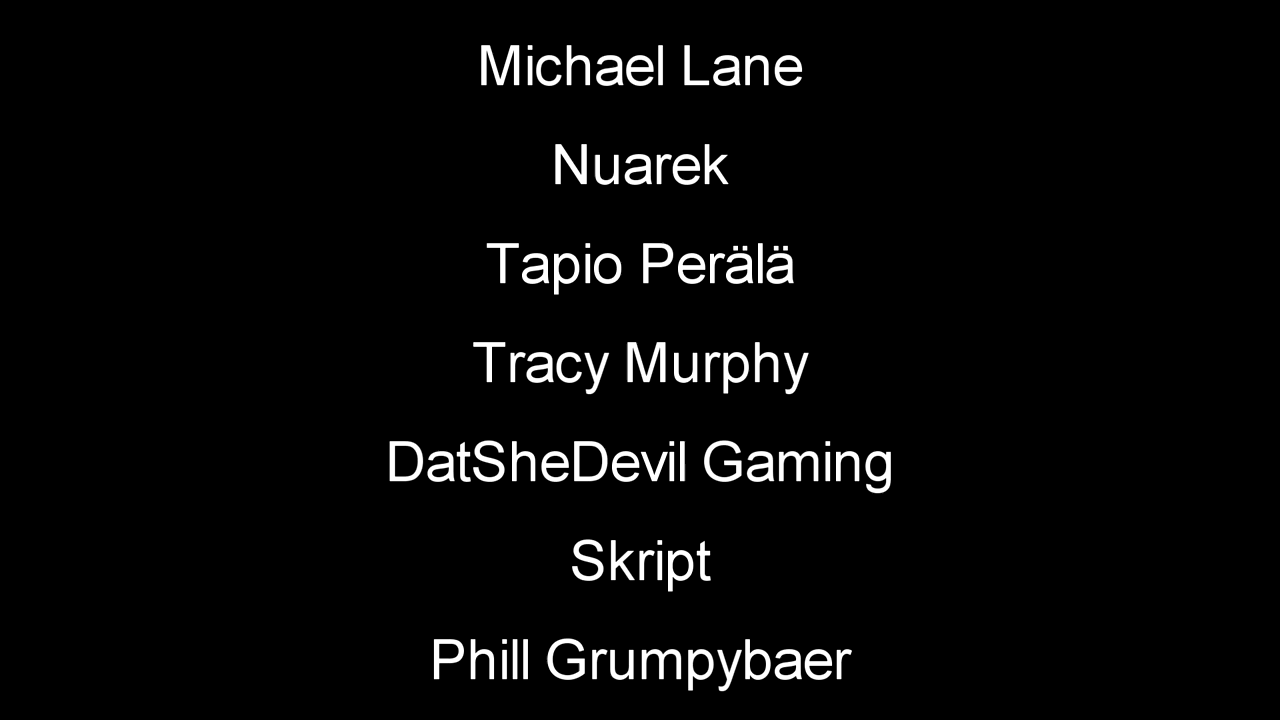 Michael Lane
Nuarek
Tapio Perälä
Tracy Murphy
DatSheDevil Gaming
Skript
Phill Grumpybaer